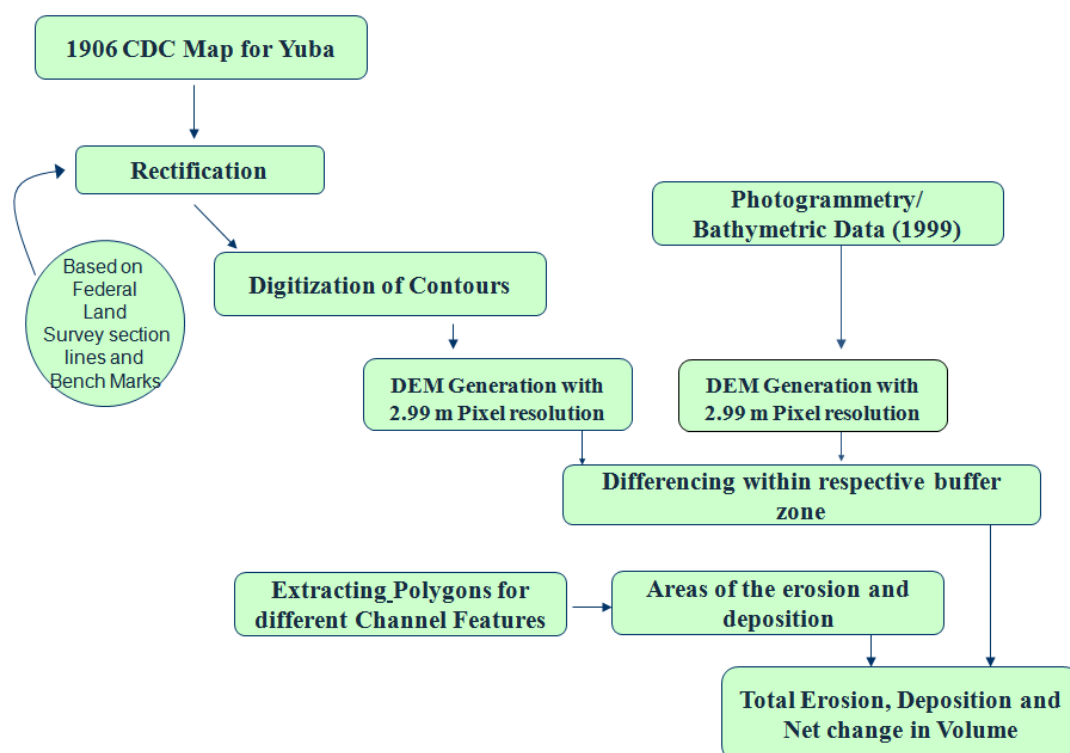 1906 CDC Map for Yuba
Rectification
Based on
Federal
Land
Survey section
lines and
Bench Marks
Digitization of Contours
Photogrammetry/
Bathymetric Data (1999)
DEM Generation with
2.99 m Pixel resolution
DEM Generation with
2.99 m Pixel resolution
Differencing within respective buffer
zone
Extracting Polygons for
different Channel Features
Areas of the erosion and
deposition
Total Erosion, Deposition and
Net change in Volume